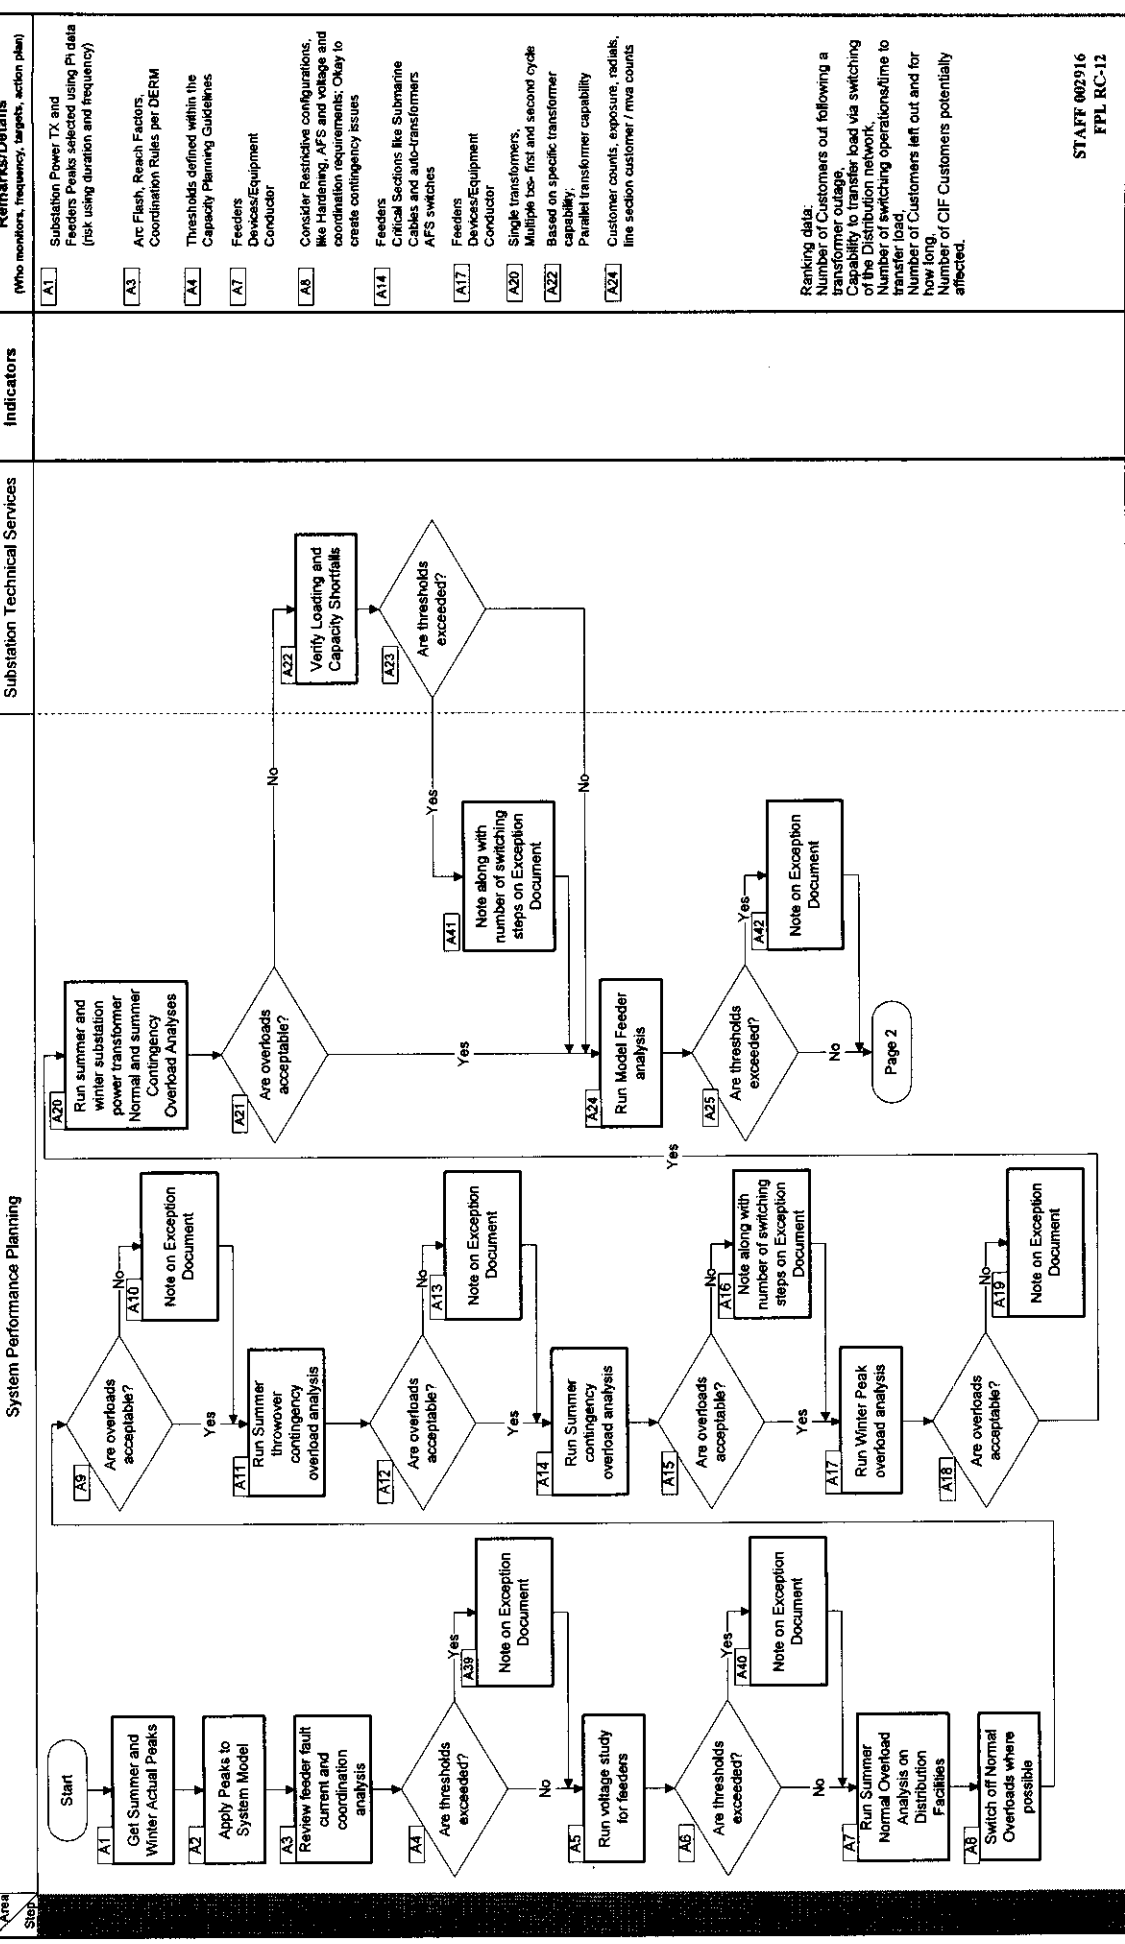 Area
Step
System Performance Planning
Substation Technical Services
Indicators
Remarks/Details
(Who monitors, frequency, targets, action plan)
Start
A1
Get Summer and
Winter Actual Peaks
A2
Apply Peaks to
System Model
A3
Review feeder fault
current and
coordination
analysis
A4
Are thresholds
exceeded?
Yes
No
A39
Note on Exception
Document
A5
Run voltage study
for feeders
A6
Are thresholds
exceeded?
Yes
No
A40
Note on Exception
Document
A7
Run Summer
Normal Overload
Analysis on
Distribution
Facilities
A8
Switch off Normal
Overloads where
possible
A9
Are overloads
acceptable?
No
Yes
A10
Note on Exception
Document
A11
Run Summer
throwover
contingency
overload analysis
A12
Are overloads
acceptable?
No
Yes
A13
Note on Exception
Document
A14
Run Summer
contingency
overload analysis
A15
Are overloads
acceptable?
No
Yes
A16
Note along with
number of switching
steps on Exception
Document
A17
Run Winter Peak
overload analysis
A18
Are overloads
acceptable?
No
Yes
A19
Note on Exception
Document
A20
Run summer and
winter substation
power transformer
Normal and summer
Contingency
Overload Analyses
A21
Are overloads
acceptable?
No
Yes
A22
Verify Loading and
Capacity Shortfalls
A23
Are thresholds
exceeded?
Yes
No
A41
Note along with
number of switching
steps on Exception
Document
A24
Run Model Feeder
analysis
A25
Are thresholds
exceeded?
Yes
No
A42
Note on Exception
Document
Page 2
A1
Substation Power TX and
Feeders Peaks selected using Pi data
(risk using duration and frequency)
A3
Arc Flash, Reach Factors,
Coordination Rules per DERM
A4
Thresholds defined within the
Capacity Planning Guidelines
A7
Feeders
Devices/Equipment
Conductor
A8
Consider Restrictive configurations,
like Hardening, AFS and voltage and
coordination requirements; Okay to
create contingency issues
A14
Feeders
Critical Sections like Submarine
Cables and auto-transformers
AFS switches
A17
Feeders
Devices/Equipment
Conductor
A20
Single transformers,
Multiple txs- first and second cycle
A22
Based on specific transformer
capability;
Parallel transformer capability
A24
Customer counts, exposure, radials,
line section customer / mva counts
Ranking data:
Number of Customers out following a
transformer outage,
Capability to transfer load via switching
of the Distribution network,
Number of switching operations/time to
transfer load,
Number of Customers left out and for
how long,
Number of CIF Customers potentially
affected.
STAFF 002916
FPL RC-12